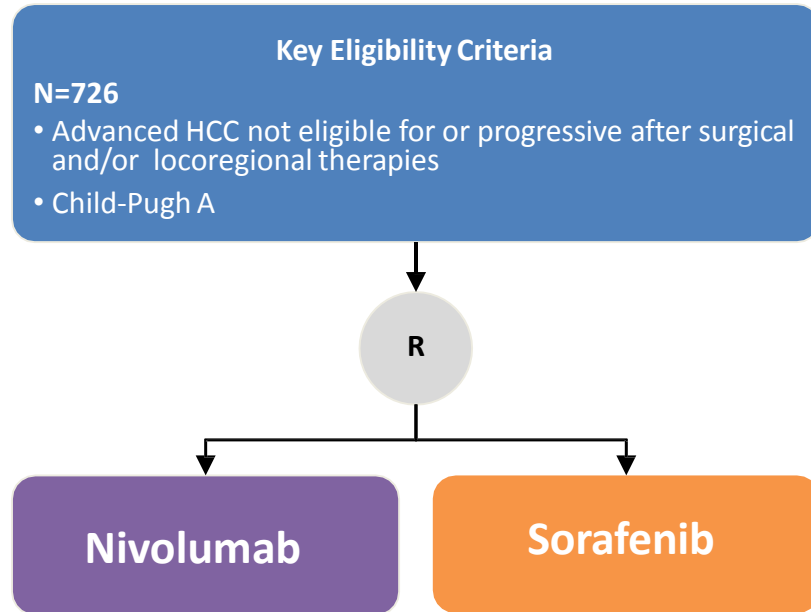 Key Eligibility Criteria
N=726
• Advanced HCC not eligible for or progressive after surgical
and/or locoregional therapies
• Child-Pugh A
R
Nivolumab
Sorafenib